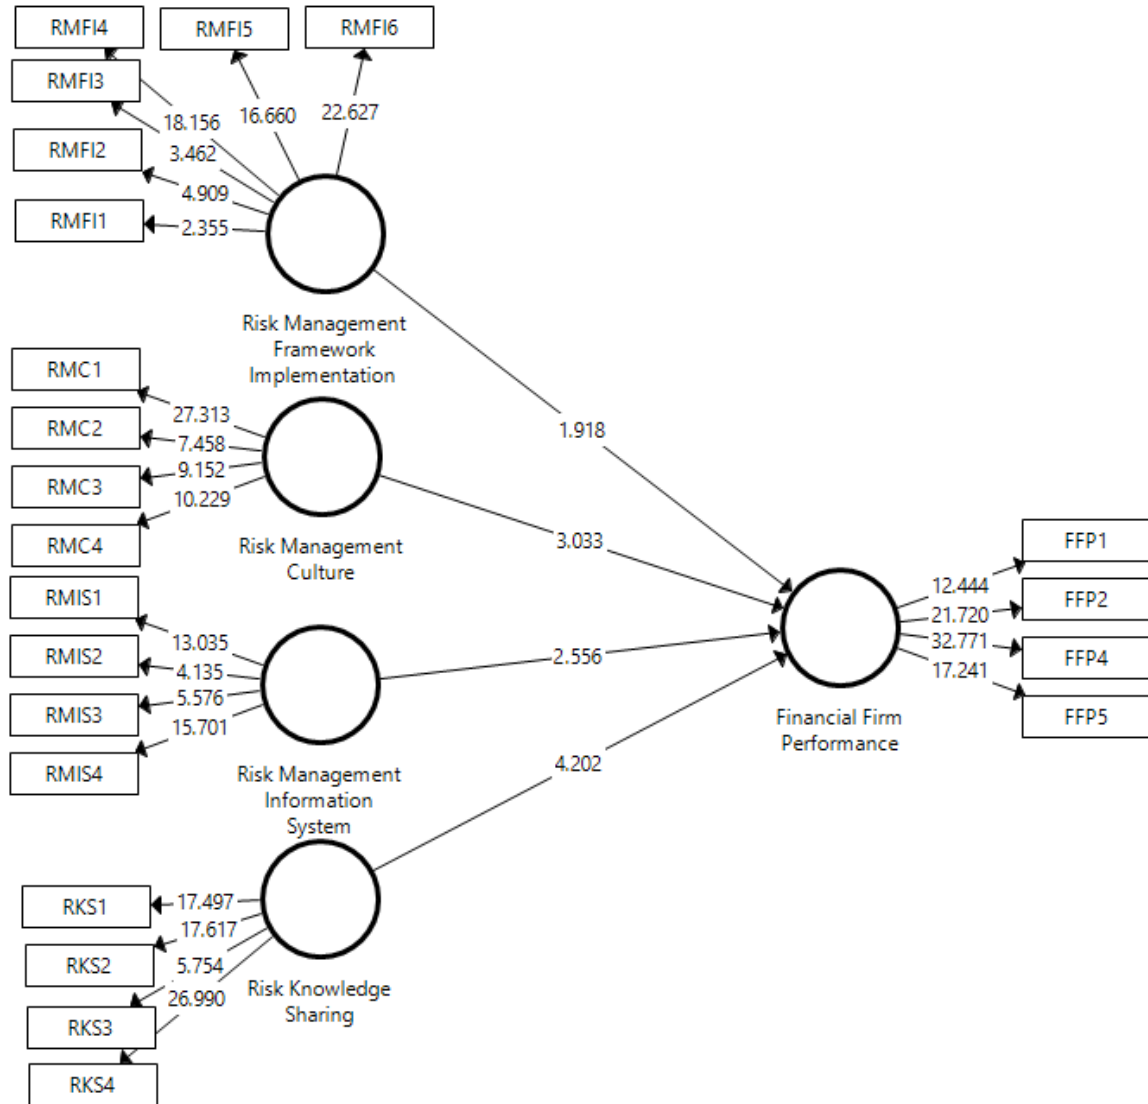 RMFI4
RMFI5
RMFI6
RMFI3
RMFI2
RMFI1
18.156
16.660
22.627
3.462
4.909
2.355
Risk Management
Framework
Implementation
1.918
RMC1
RMC2
RMC3
RMC4
27.313
7.458
9.152
10.229
Risk Management
Culture
3.033
RMIS1
RMIS2
RMIS3
RMIS4
13.035
4.135
5.576
15.701
Risk Management
Information
System
2.556
RKS1
RKS2
RKS3
RKS4
17.497
17.617
5.754
26.990
Risk Knowledge
Sharing
4.202
Financial Firm
Performance
12.444
21.720
32.771
17.241
FFP1
FFP2
FFP4
FFP5